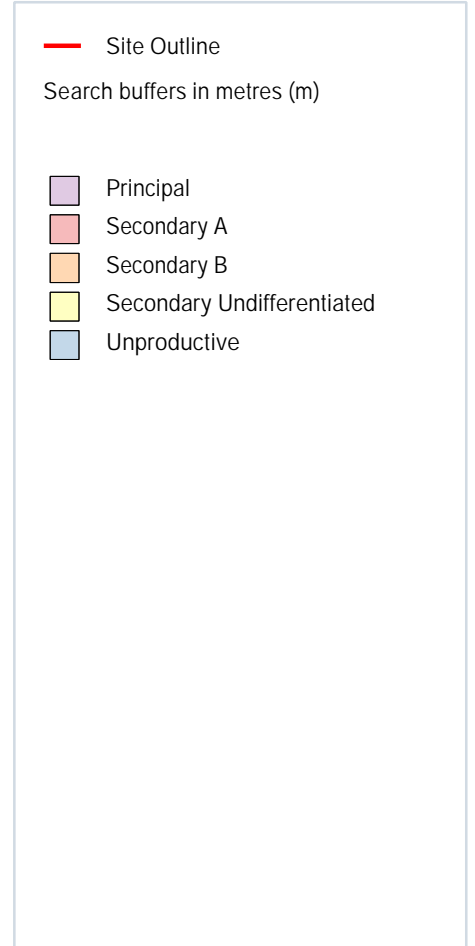 Site Outline
Search buffers in metres (m)
Principal
Secondary A
Secondary B
Secondary Undifferentiated
Unproductive